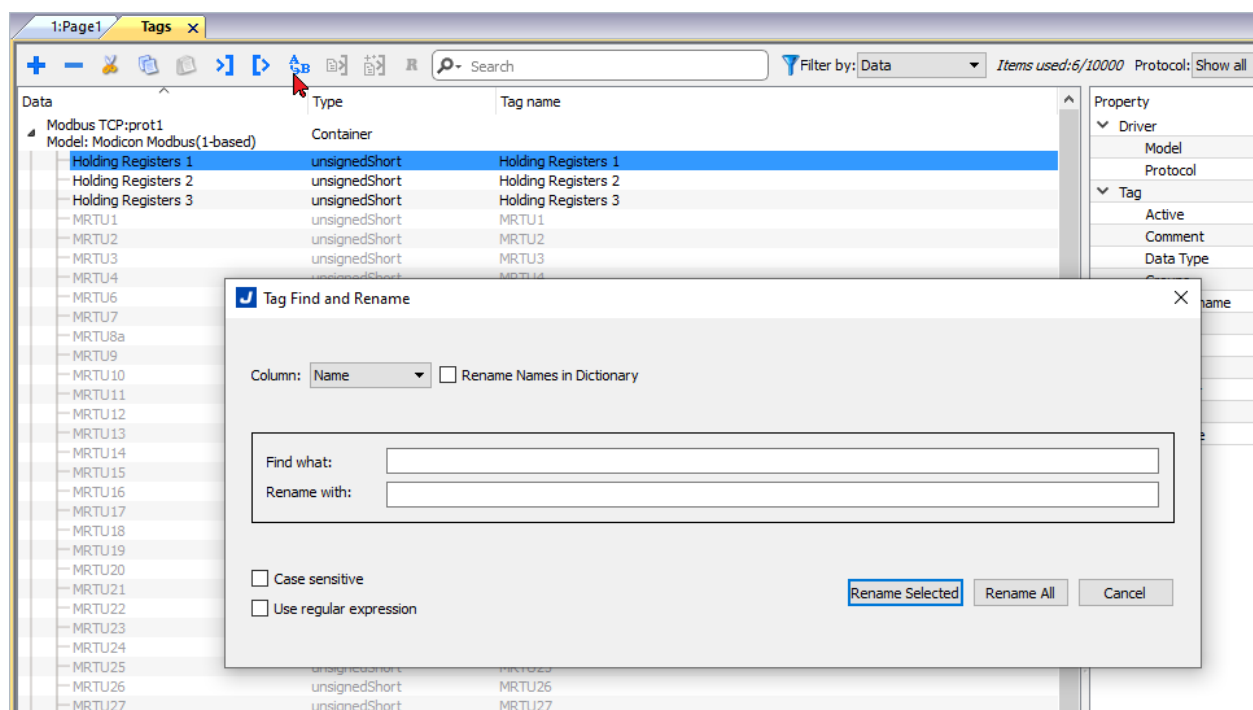 1:Page1 Tags
Search Filter by: Data Items used:6/10000 Protocol: Show all
Data Type Tag name Property
Modbus TCP:prot1
Model: Modicon Modbus(1-based) Container
Holding Registers 1 unsignedShort Holding Registers 1
Holding Registers 2 unsignedShort Holding Registers 2
Holding Registers 3 unsignedShort Holding Registers 3
MRTU1 unsignedShort MRTU1
MRTU2 unsignedShort MRTU2
MRTU3 unsignedShort MRTU3
MRTU4
MRTU6
MRTU7
MRTU8a
MRTU9
MRTU10
MRTU11
MRTU12
MRTU13
MRTU14
MRTU15
MRTU16
MRTU17
MRTU18
MRTU19
MRTU20
MRTU21
MRTU22
MRTU23
MRTU24
MRTU25
MRTU26 unsignedShort MRTU26
MRTU27 unsignedShort MRTU27
Driver
Model
Protocol
Tag
Active
Comment
Data Type
Tag Find and Rename
Column: Name Rename Names in Dictionary
Find what:
Rename with:
Case sensitive
Use regular expression
Rename Selected Rename All Cancel